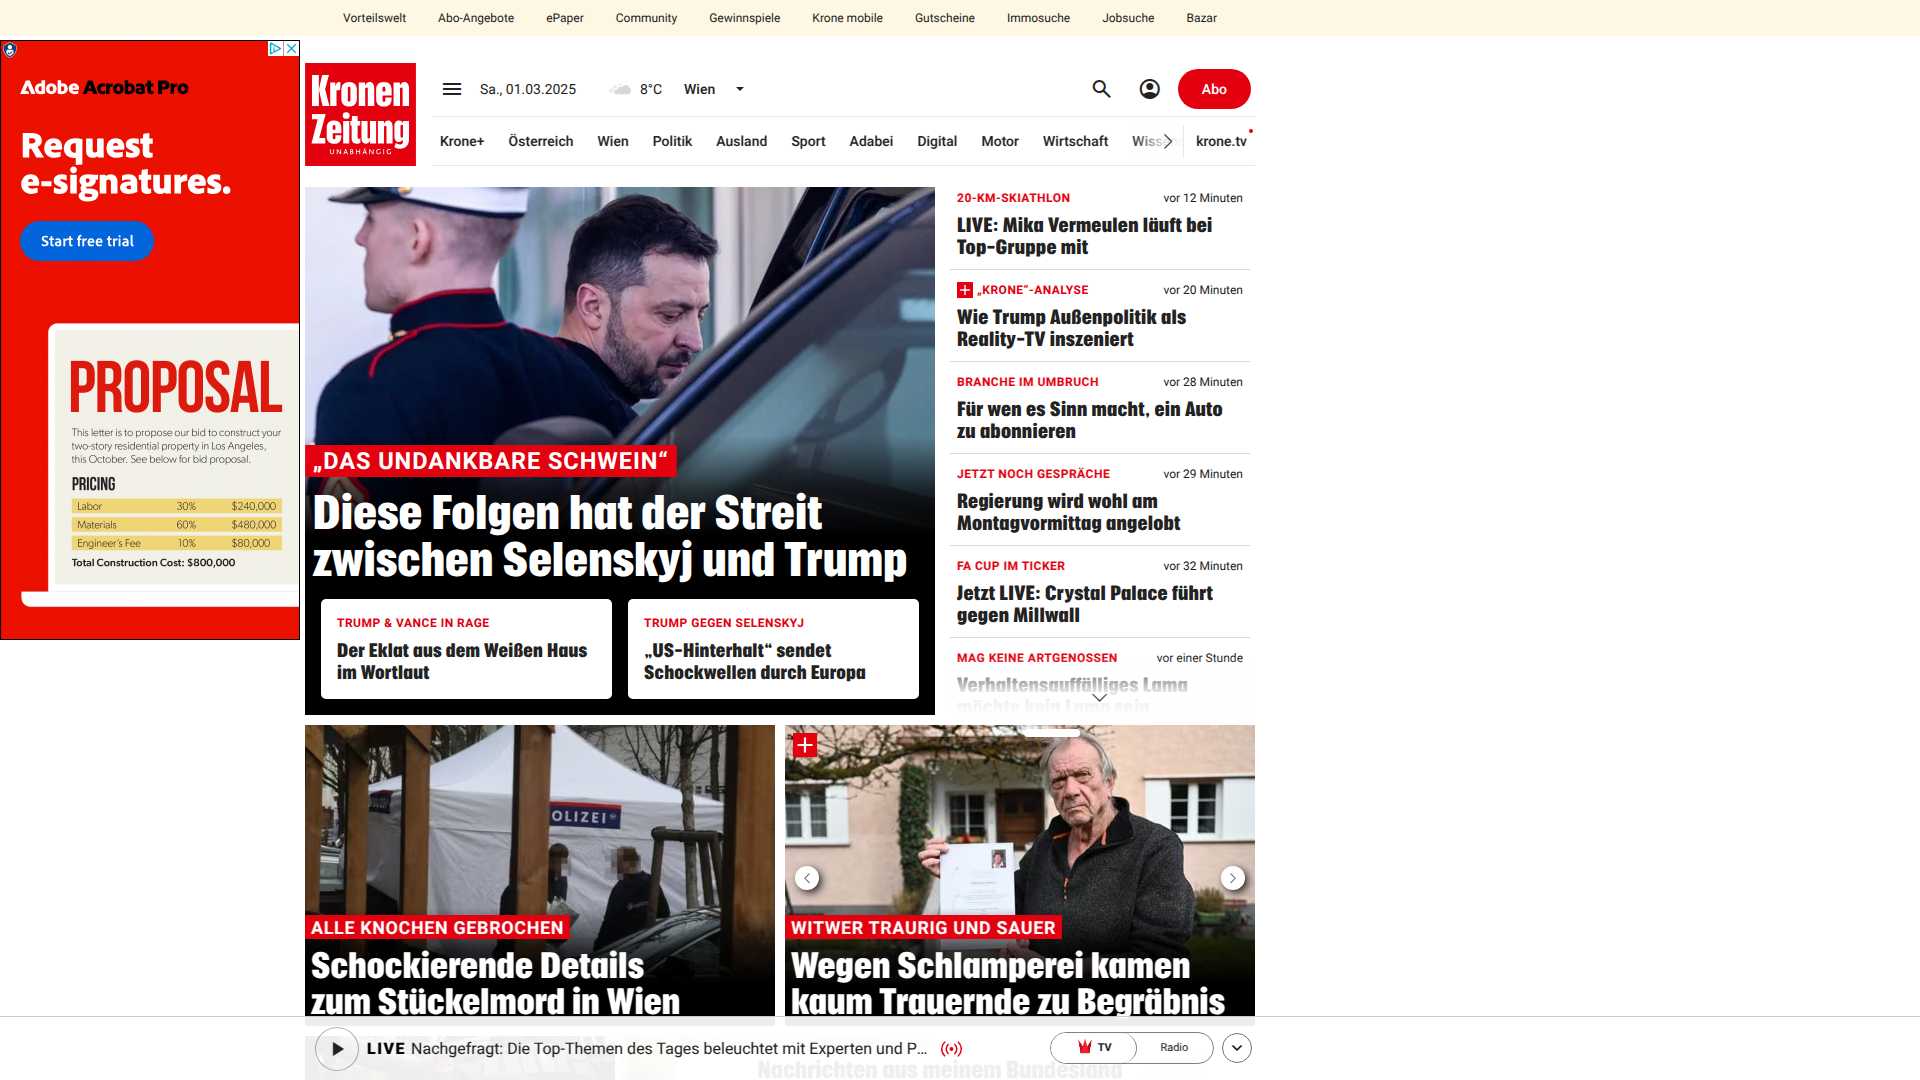 Vorteilswelt Abo-Angebote ePaper Community Gewinnspiele Krone mobile Gutscheine Immosuche Jobsuche Bazar
Adobe Acrobat Pro
Request
e-signatures.
Start free trial
PROPOSAL
This letter is to propose our bid to construct your
two-story residential property in Los Angeles,
this October. See below for bid proposal.
PRICING
Labor 30% $240,000
Materials 60% $480,000
Engineer's Fee 10% $80,000
Total Construction Cost: $800,000
Kronen
Zeitung
UNABHÄNGIG
Sa., 01.03.2025 8°C Wien
Abo
Krone+ Österreich Wien Politik Ausland Sport Adabei Digital Motor Wirtschaft krone.tv
„DAS UNDANKBARE SCHWEIN“
Diese Folgen hat der Streit
zwischen Selenskyj und Trump
TRUMP & VANCE IN RAGE
Der Eklat aus dem Weißen Haus
im Wortlaut
TRUMP GEGEN SELENSKYJ
„US-Hinterhalt“ sendet
Schockwellen durch Europa
20-KM-SKIATHLON vor 12 Minuten
LIVE: Mika Vermeulen läuft bei
Top-Gruppe mit
„KRONE“-ANALYSE vor 20 Minuten
Wie Trump Außenpolitik als
Reality-TV inszeniert
BRANCHE IM UMBRUCH vor 28 Minuten
Für wen es Sinn macht, ein Auto
zu abonnieren
JETZT NOCH GESPRÄCHE vor 29 Minuten
Regierung wird wohl am
Montagvormittag angelobt
FA CUP IM TICKER vor 32 Minuten
Jetzt LIVE: Crystal Palace führt
gegen Millwall
MAG KEINE ARTGENOSSEN vor einer Stunde
Verhaltensauffälliges Lama
möchte kein Lama sein
OLIZEI
ALLE KNOCHEN GEBROCHEN
Schockierende Details
zum Stückelmord in Wien
WITWER TRAURIG UND SAUER
Wegen Schlamperei kamen
kaum Trauernde zu Begräbnis
LIVE Nachgefragt: Die Top-Themen des Tages beleuchtet mit Experten und P...
TV Radio
Nachrichten aus meinem Bundesland